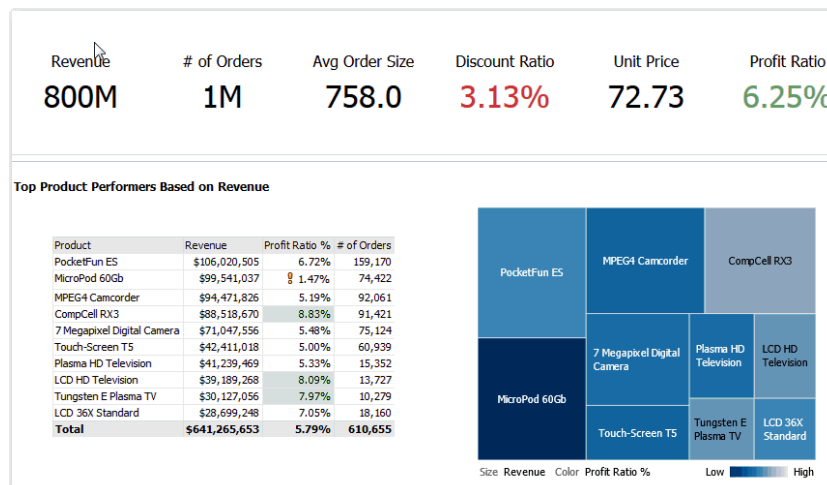 Revenue # of Orders Avg Order Size Discount Ratio Unit Price Profit Ratio
800M 1M 758.0 3.13% 72.73 6.25%
Top Product Performers Based on Revenue
Product Revenue Profit Ratio % # of Orders
PocketFun ES $106,020,505 6.72% 159,170
MicroPod 60Gb $99,541,037 1.47% 74,422
MPEG4 Camcorder $94,471,826 5.19% 92,061
CompCell RX3 $88,518,670 8.83% 91,421
7 Megapixel Digital Camera $71,047,556 5.48% 75,124
Touch-Screen T5 $42,411,018 5.00% 60,939
Plasma HD Television $41,239,469 5.33% 15,352
LCD HD Television $39,189,268 8.09% 13,727
Tungsten E Plasma TV $30,127,056 7.97% 10,279
LCD 36X Standard $28,699,248 7.05% 18,160
Total $641,265,653 5.79% 610,655
PocketFun ES
MPEG4 Camcorder
CompCell RX3
MicroPod 60Gb
7 Megapixel Digital
Camera
Plasma HD
Television
LCD HD
Television
Touch-Screen T5
Tungsten E
Plasma TV
LCD 36X
Standard
Size Revenue Color Profit Ratio % Low High